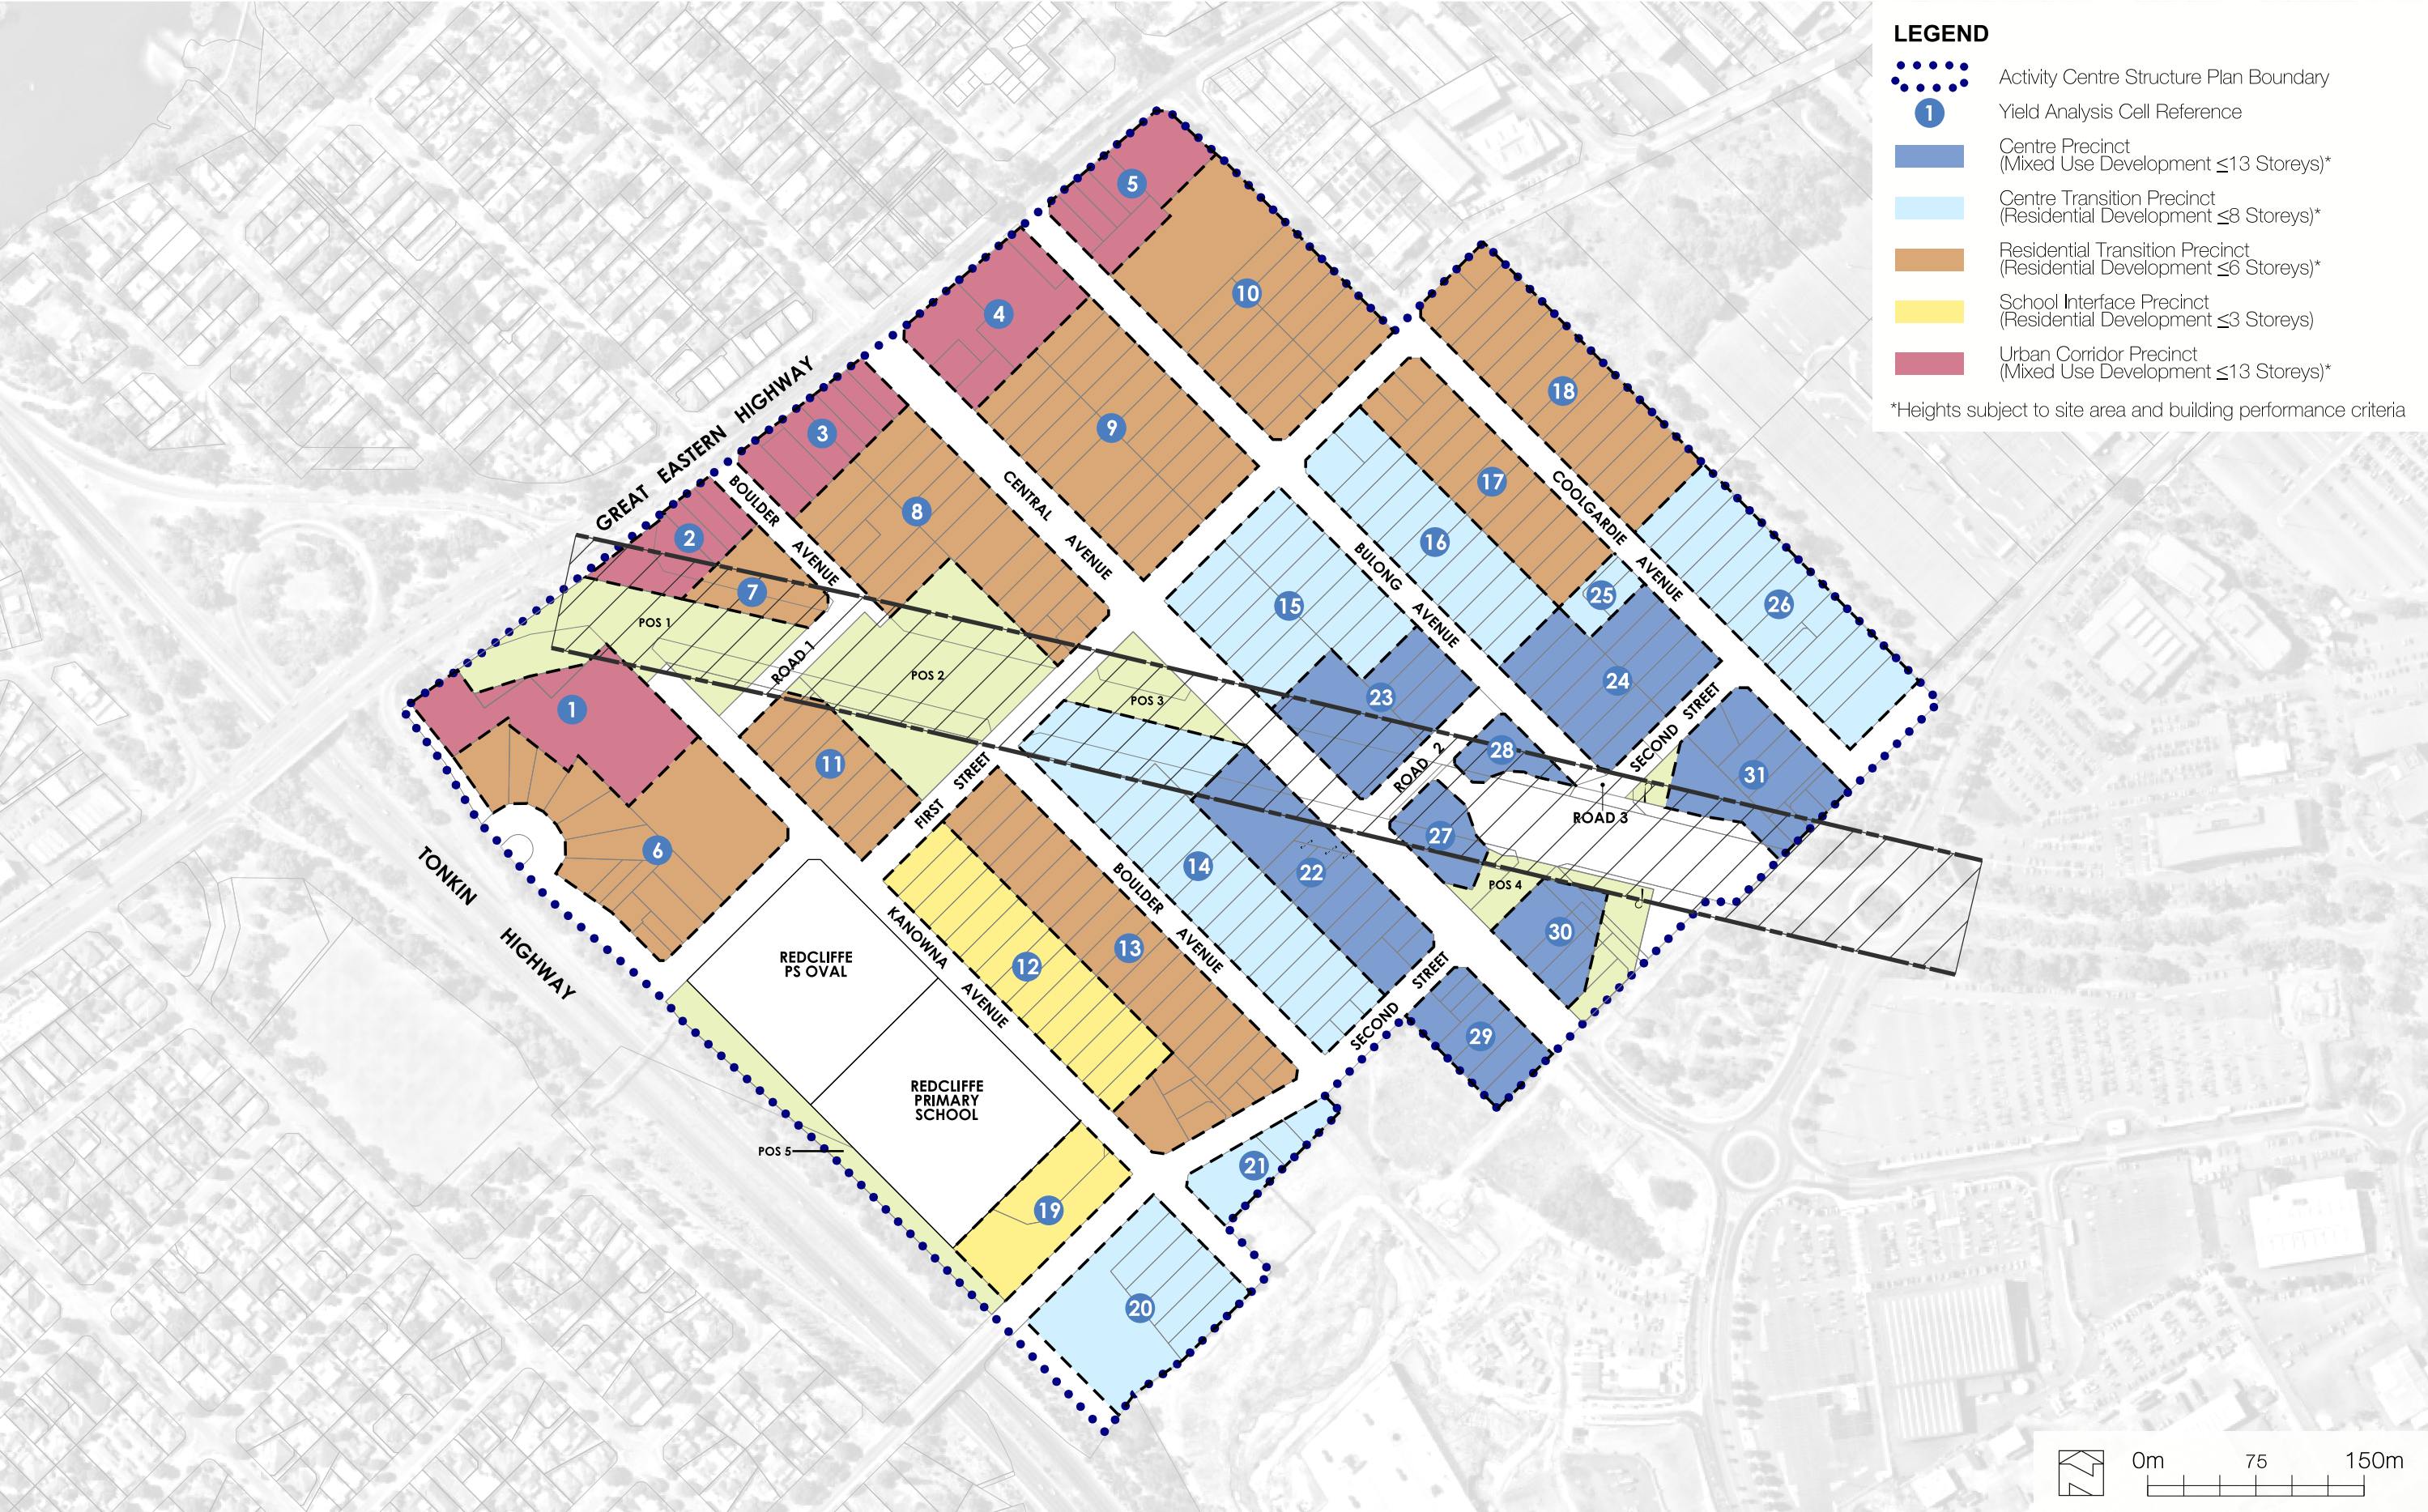 LEGEND
Activity Centre Structure Plan Boundary
1
Yield Analysis Cell Reference
Centre Precinct
(Mixed Use Development ≤13 Storeys)*
Centre Transition Precinct
(Residential Development ≤8 Storeys)*
Residential Transition Precinct
(Residential Development ≤6 Storeys)*
School Interface Precinct
(Residential Development ≤3 Storeys)
Urban Corridor Precinct
(Mixed Use Development ≤13 Storeys)*
*Heights subject to site area and building performance criteria
5
10
4
18
9
3
17
8
16
2
7
25
26
15
POS 1
POS 2
24
23
POS 3
1
28
31
11
27
ROAD 3
6
14
22
POS 4
30
13
12
29
21
19
20
GREAT EASTERN HIGHWAY
BOULDER AVENUE
CENTRAL AVENUE
BULONG AVENUE
COOLGARDIE AVENUE
ROAD 1
ROAD 2
SECOND STREET
FIRST STREET
BOULDER AVENUE
KANOWNA AVENUE
SECOND STREET
TONKIN HIGHWAY
REDCLIFFE
PS OVAL
REDCLIFFE
PRIMARY
SCHOOL
POS 5
N
0m 75 150m